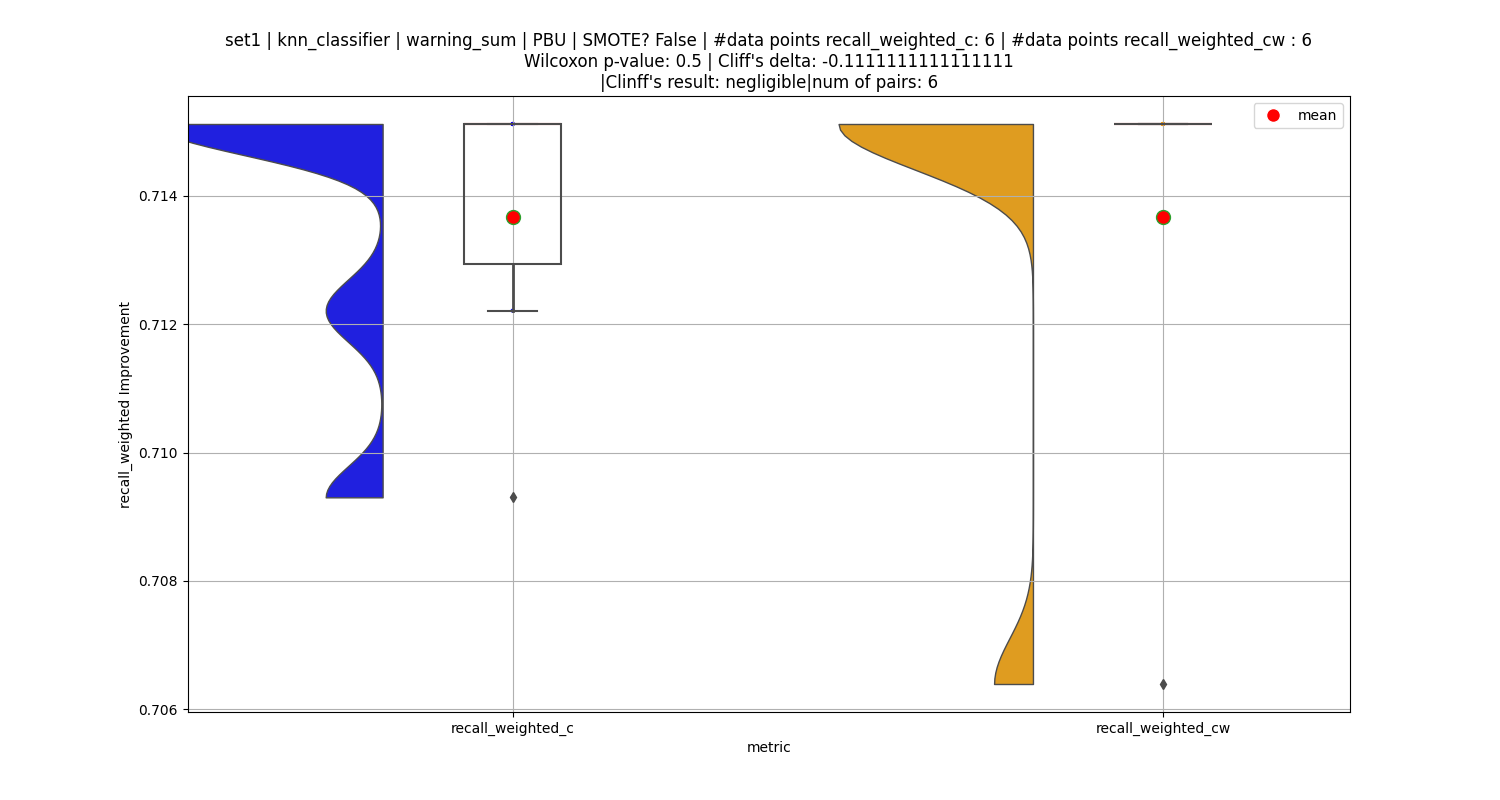 set1 | knn_classifier | warning_sum | PBU | SMOTE? False | #data points recall_weighted_c: 6 | #data points recall_weighted_cw : 6
Wilcoxon p-value: 0.5 | Cliff's delta: -0.1111111111111111
|Clinff's result: negligible|num of pairs: 6
mean
0.714
0.712
0.710
0.708
0.706
recall_weighted Improvement
recall_weighted_c
recall_weighted_cw
metric